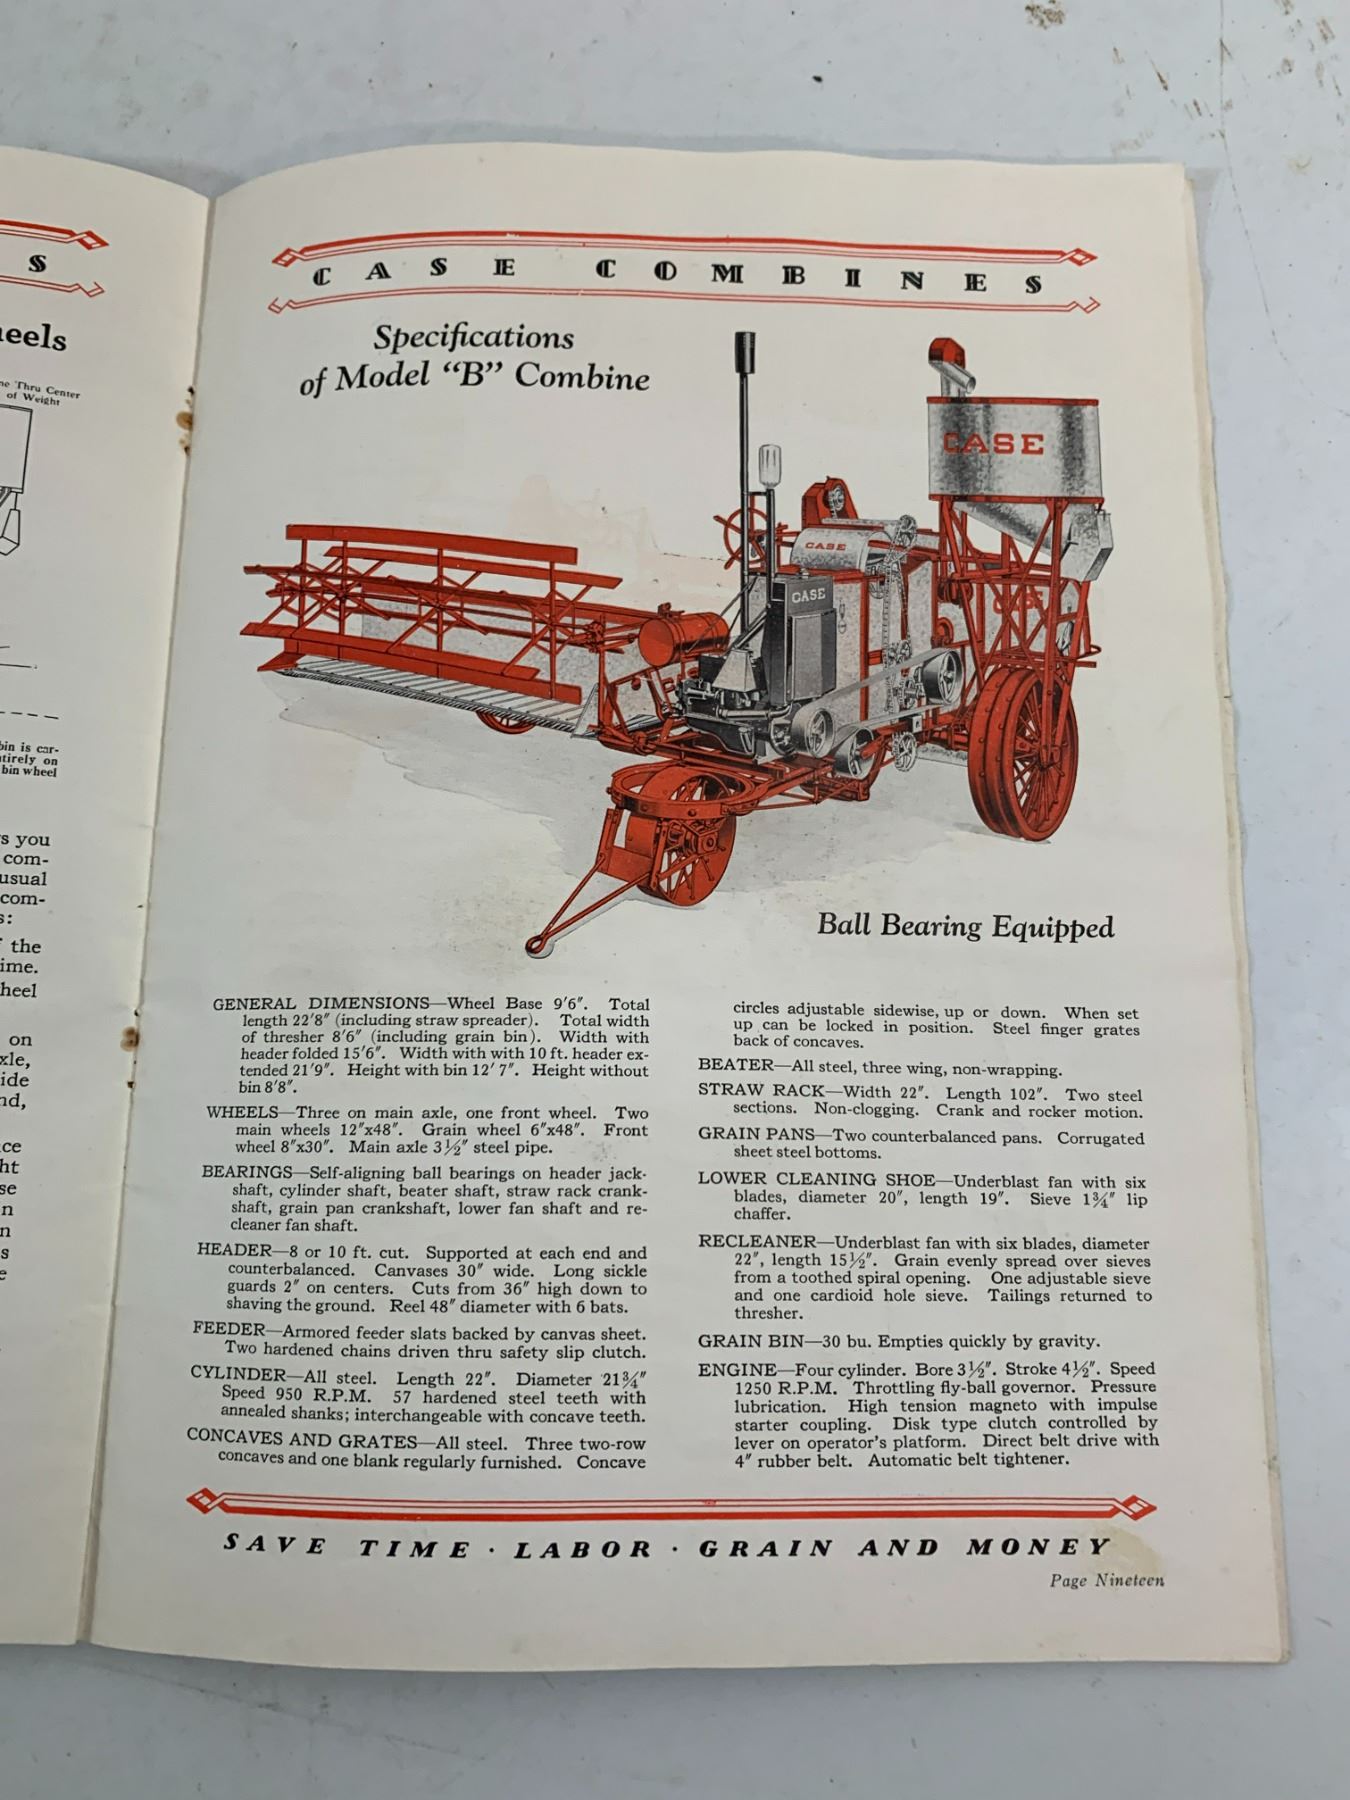 S
eels
ne Thru Center
of Weight
bin is car-
tirely on
bin wheel
s you
com-
usual
com-
s:
the
ime.
heel
on
xle,
ide
nd,
ce
ht
se
n
n
s
e
CASE COMBINES
Specifications
of Model "B" Combine
CASE
CASE
CASE
CASE
Ball Bearing Equipped
GENERAL DIMENSIONS—Wheel Base 9'6". Total
length 22'8" (including straw spreader). Total width
of thresher 8'6" (including grain bin). Width with
header folded 15'6". Width with with 10 ft. header ex-
tended 21'9". Height with bin 12' 7". Height without
bin 8'8".
WHEELS—Three on main axle, one front wheel. Two
main wheels 12"x48". Grain wheel 6"x48". Front
wheel 8"x30". Main axle 3½" steel pipe.
BEARINGS—Self-aligning ball bearings on header jack-
shaft, cylinder shaft, beater shaft, straw rack crank-
shaft, grain pan crankshaft, lower fan shaft and re-
cleaner fan shaft.
HEADER—8 or 10 ft. cut. Supported at each end and
counterbalanced. Canvases 30" wide. Long sickle
guards 2" on centers. Cuts from 36" high down to
shaving the ground. Reel 48" diameter with 6 bats.
FEEDER—Armored feeder slats backed by canvas sheet.
Two hardened chains driven thru safety slip clutch.
CYLINDER—All steel. Length 22". Diameter 21¾"
Speed 950 R.P.M. 57 hardened steel teeth with
annealed shanks; interchangeable with concave teeth.
CONCAVES AND GRATES—All steel. Three two-row
concaves and one blank regularly furnished. Concave
circles adjustable sidewise, up or down. When set
up can be locked in position. Steel finger grates
back of concaves.
BEATER—All steel, three wing, non-wrapping.
STRAW RACK—Width 22". Length 102". Two steel
sections. Non-clogging. Crank and rocker motion.
GRAIN PANS—Two counterbalanced pans. Corrugated
sheet steel bottoms.
LOWER CLEANING SHOE—Underblast fan with six
blades, diameter 20", length 19". Sieve 1¾" lip
chaffer.
RECLEANER—Underblast fan with six blades, diameter
22", length 15½". Grain evenly spread over sieves
from a toothed spiral opening. One adjustable sieve
and one cardioid hole sieve. Tailings returned to
thresher.
GRAIN BIN—30 bu. Empties quickly by gravity.
ENGINE—Four cylinder. Bore 3½". Stroke 4½". Speed
1250 R.P.M. Throttling fly-ball governor. Pressure
lubrication. High tension magneto with impulse
starter coupling. Disk type clutch controlled by
lever on operator's platform. Direct belt drive with
4" rubber belt. Automatic belt tightener.
SAVE TIME · LABOR · GRAIN AND MONEY
Page Nineteen